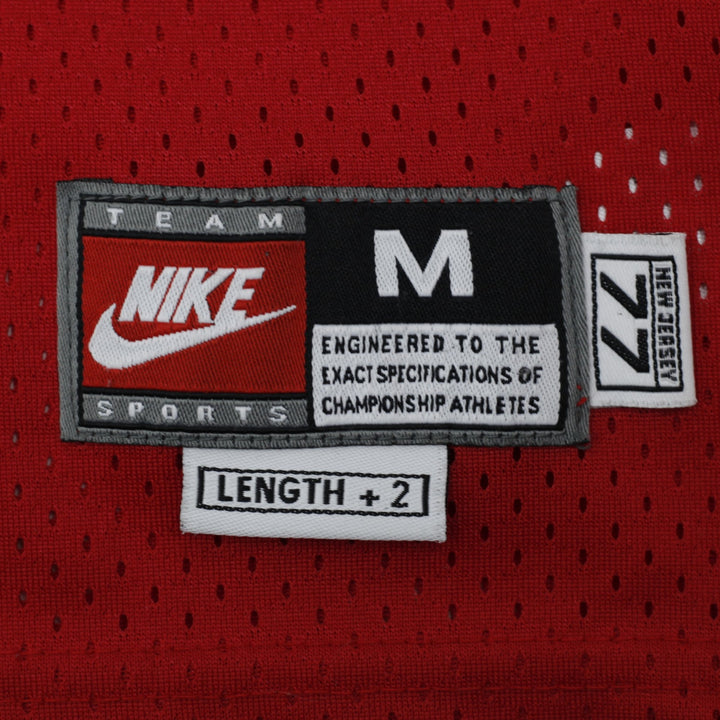 TEAM
NIKE
SPORTS
M
ENGINEERED TO THE
EXACT SPECIFICATIONS OF
CHAMPIONSHIP ATHLETES
LENGTH + 2
NEW JERSEY
77